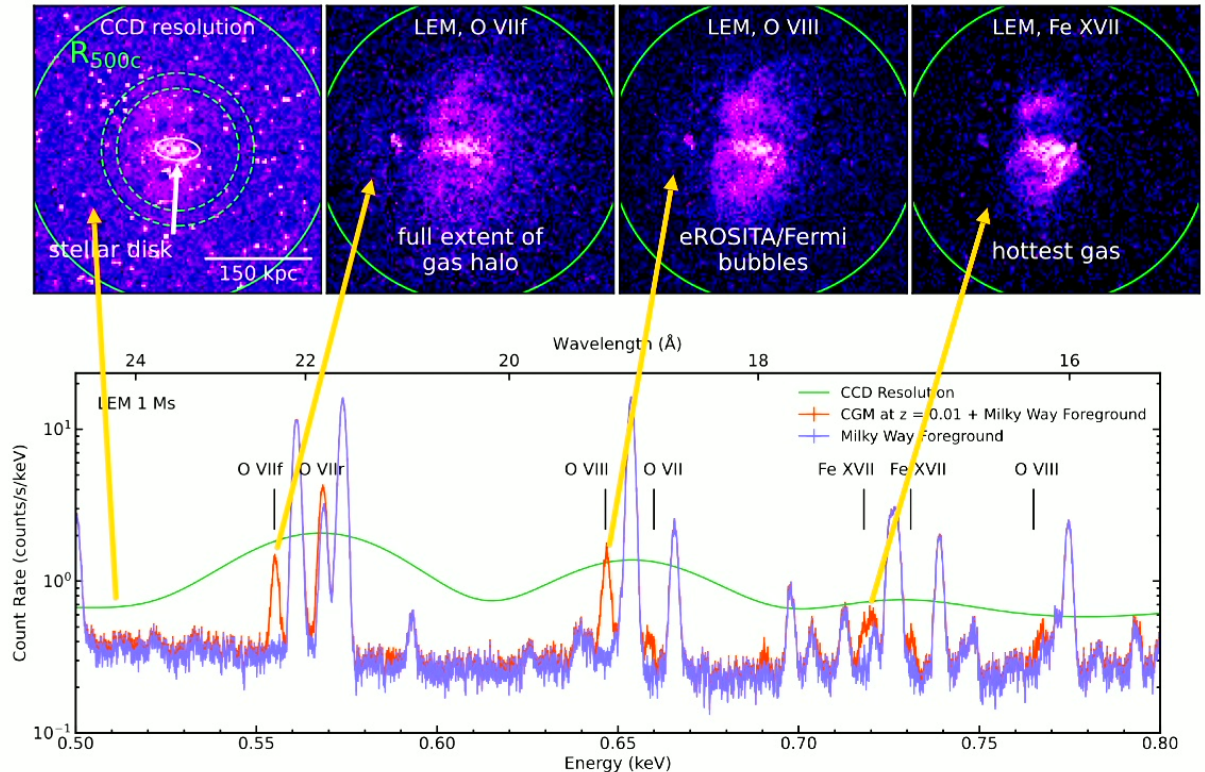 CCD resolution
R500c
stellar disk
150 kpc
LEM, O VIIf
full extent of
gas halo
LEM, O VIII
eROSITA/Fermi
bubbles
LEM, Fe XVII
hottest gas
Wavelength (Å)
24 22 20 18 16
LEM 1 Ms
CCD Resolution
CGM at z = 0.01 + Milky Way Foreground
Milky Way Foreground
O VIIf O VIIr O VIII O VII Fe XVII Fe XVII O VIII
Count Rate (counts/s/keV)
10¹
10⁰
10⁻¹
0.50 0.55 0.60 0.65 0.70 0.75 0.80
Energy (keV)